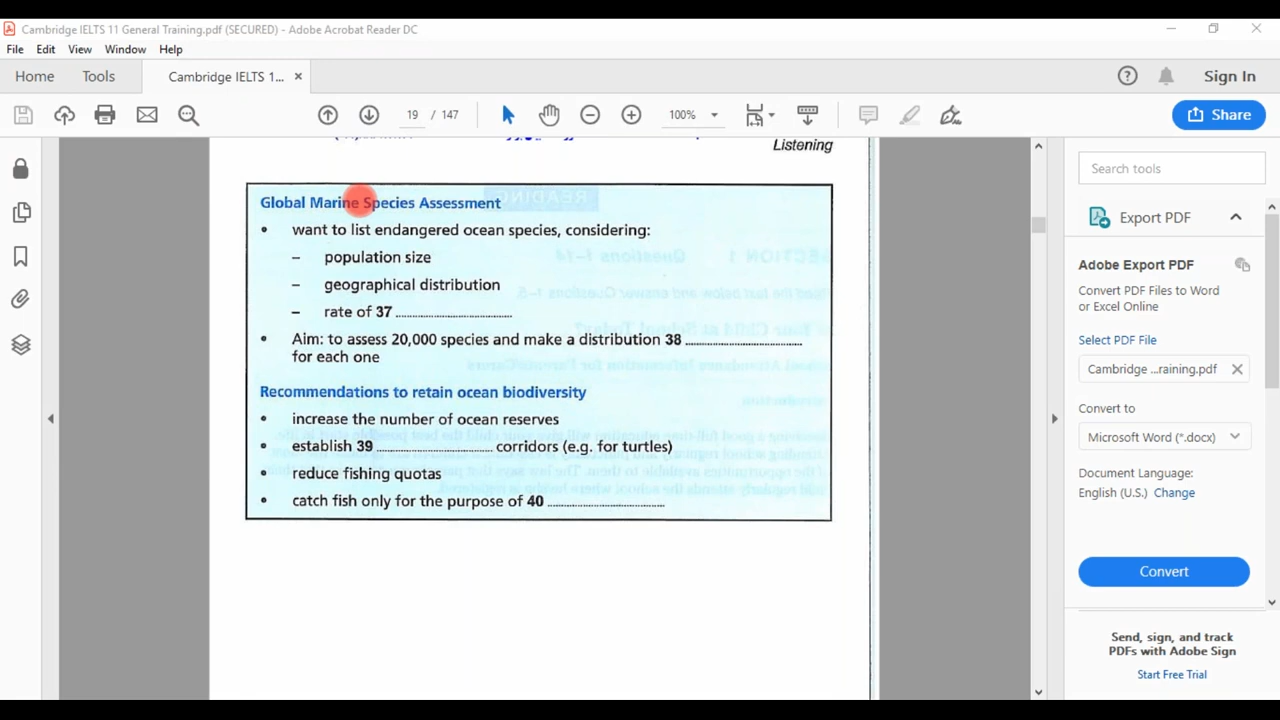 Cambridge IELTS 11 General Training.pdf (SECURED) - Adobe Acrobat Reader DC
File Edit View Window Help
Home Tools Cambridge IELTS 1... × Sign In
19 / 147 100% Share
Listening
Global Marine Species Assessment
• want to list endangered ocean species, considering:
– population size
– geographical distribution
– rate of 37 ..............................
• Aim: to assess 20,000 species and make a distribution 38 ..............................
for each one
Recommendations to retain ocean biodiversity
• increase the number of ocean reserves
• establish 39 .............................. corridors (e.g. for turtles)
• reduce fishing quotas
• catch fish only for the purpose of 40 ..............................
Search tools
Export PDF
Adobe Export PDF
Convert PDF Files to Word
or Excel Online
Select PDF File
Cambridge ...raining.pdf ×
Convert to
Microsoft Word (*.docx)
Document Language:
English (U.S.) Change
Convert
Send, sign, and track
PDFs with Adobe Sign
Start Free Trial